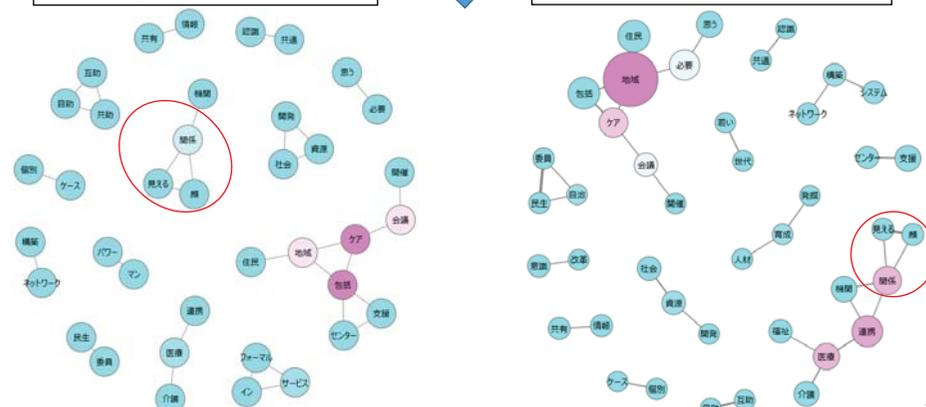 共有
情報
認識
共通
互助
自助
共助
機関
思う
必要
関係
見える
顔
開発
社会
資源
個別
ケース
開催
会議
ケア
地域
住民
包括
支援
センター
構築
ネットワーク
パワー
マン
連携
医療
介護
民生
委員
フォーマル
イン
サービス
思う
住民
必要
地域
包括
ケア
会議
開催
認識
共通
構築
システム
ネットワーク
若い
世代
センター
支援
委員
民生
自治
発掘
育成
人材
見える
顔
関係
機関
連携
福祉
医療
介護
意識
改革
社会
資源
開発
共有
情報
ケース
個別
互助